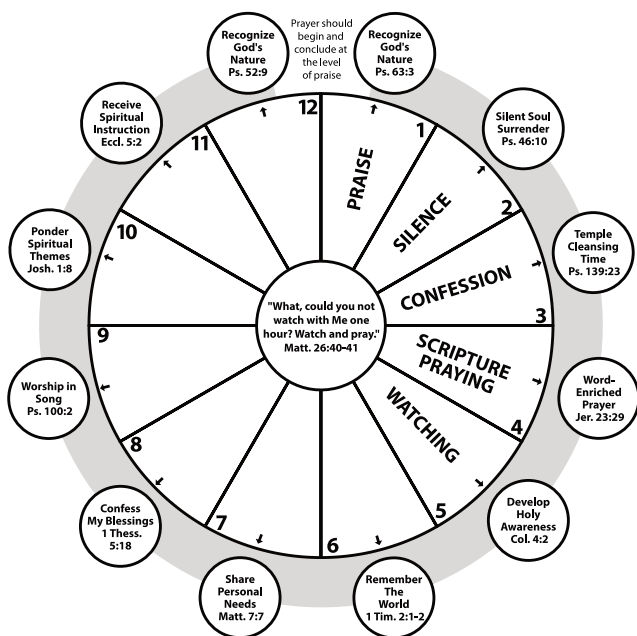 Prayer should
begin and
conclude at
the level
of praise
Recognize
God's
Nature
Ps. 63:3
Silent Soul
Surrender
Ps. 46:10
Temple
Cleansing
Time
Ps. 139:23
Word-
Enriched
Prayer
Jer. 23:29
Develop
Holy
Awareness
Col. 4:2
Remember
The
World
1 Tim. 2:1-2
Share
Personal
Needs
Matt. 7:7
Confess
My Blessings
1 Thess.
5:18
Worship in
Song
Ps. 100:2
Ponder
Spiritual
Themes
Josh. 1:8
Receive
Spiritual
Instruction
Eccl. 5:2
Recognize
God's
Nature
Ps. 52:9
12
1
2
3
4
5
6
7
8
9
10
11
PRAISE
SILENCE
CONFESSION
SCRIPTURE
PRAYING
WATCHING
"What, could you not
watch with Me one
hour? Watch and pray."
Matt. 26:40-41